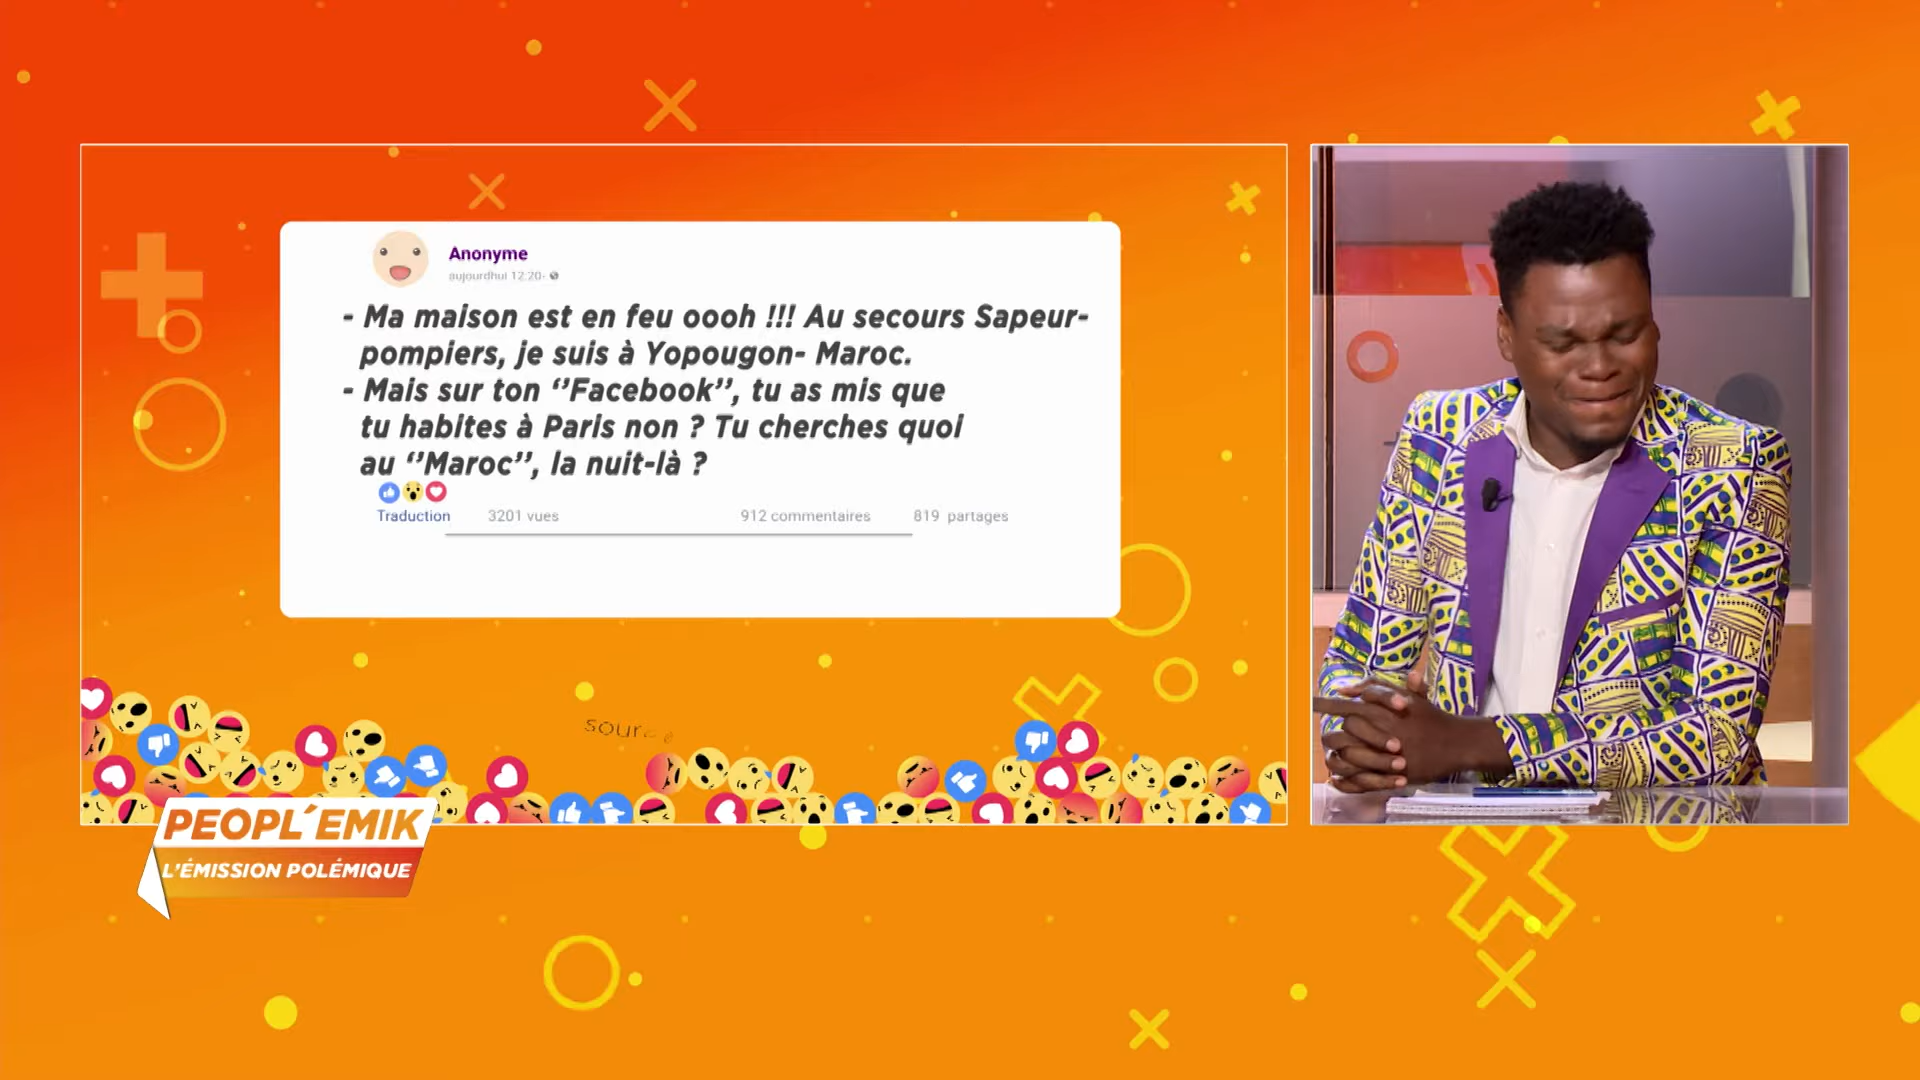 Anonyme
aujourdhui 12.20-
- Ma maison est en feu oooh !!! Au secours Sapeur-
pompiers, je suis à Yopougon- Maroc.
- Mais sur ton ‘’Facebook’’, tu as mis que
tu habites à Paris non ? Tu cherches quoi
au ‘’Maroc’’, la nuit-là ?
Traduction 3201 vues 912 commentaires 819 partages
source
PEOPL´EMIK
L’ÉMISSION POLÉMIQUE